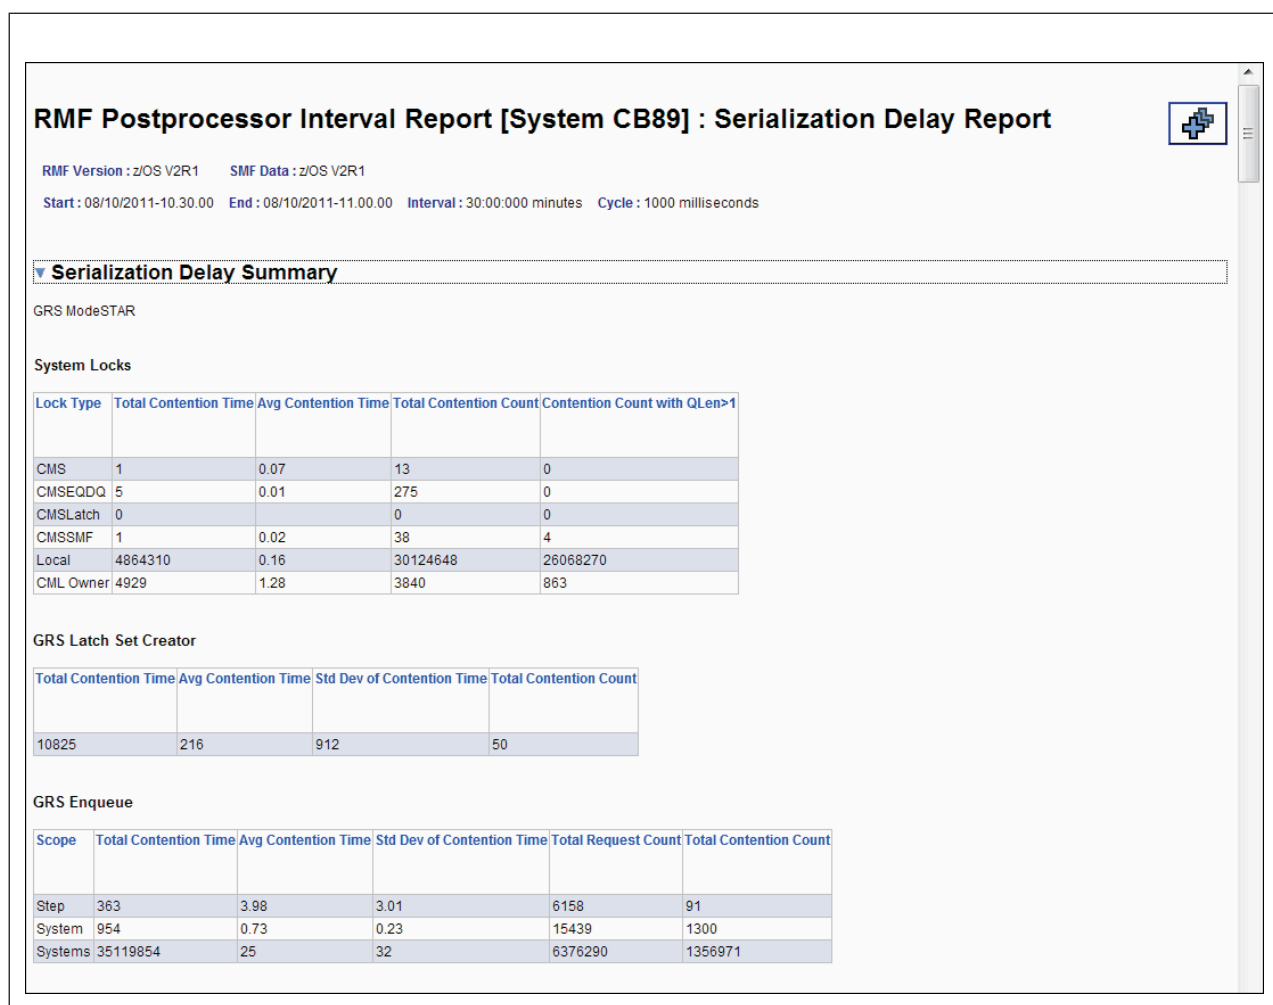 RMF Postprocessor Interval Report [System CB89] : Serialization Delay Report
RMF Version : z/OS V2R1 SMF Data : z/OS V2R1
Start : 08/10/2011-10.30.00 End : 08/10/2011-11.00.00 Interval : 30:00:000 minutes Cycle : 1000 milliseconds
Serialization Delay Summary
GRS ModeSTAR
System Locks
Lock Type Total Contention Time Avg Contention Time Total Contention Count Contention Count with QLen>1
CMS 1 0.07 13 0
CMSEQDQ 5 0.01 275 0
CMSLatch 0 0 0
CMSSMF 1 0.02 38 4
Local 4864310 0.16 30124648 26068270
CML Owner 4929 1.28 3840 863
GRS Latch Set Creator
Total Contention Time Avg Contention Time Std Dev of Contention Time Total Contention Count
10825 216 912 50
GRS Enqueue
Scope Total Contention Time Avg Contention Time Std Dev of Contention Time Total Request Count Total Contention Count
Step 363 3.98 3.01 6158 91
System 954 0.73 0.23 15439 1300
Systems 35119854 25 32 6376290 1356971